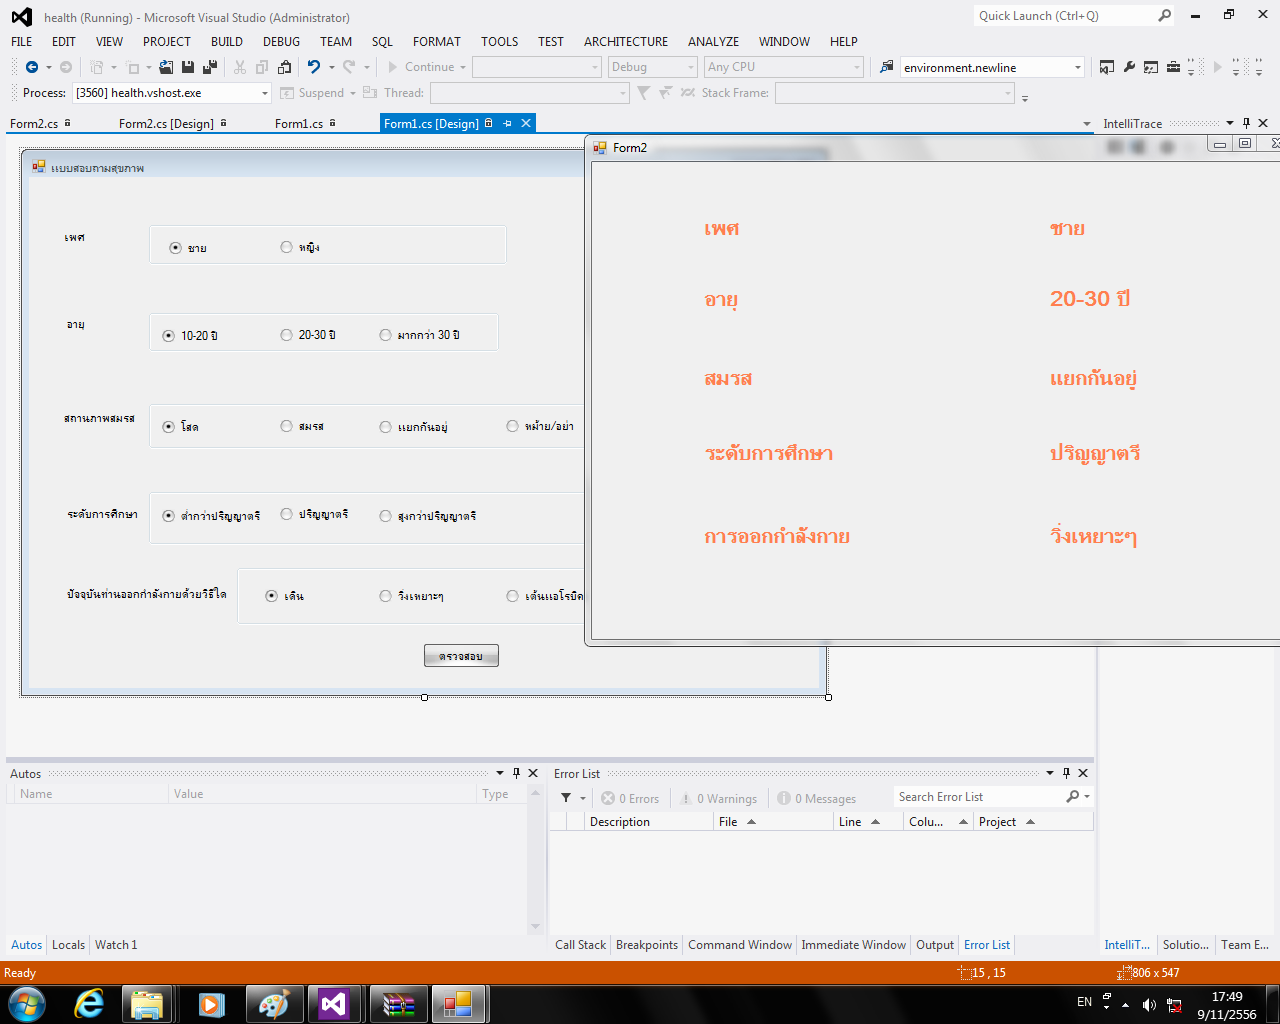 health (Running) - Microsoft Visual Studio (Administrator)
Quick Launch (Ctrl+Q)
FILE EDIT VIEW PROJECT BUILD DEBUG TEAM SQL FORMAT TOOLS TEST ARCHITECTURE ANALYZE WINDOW HELP
Continue Debug Any CPU environment.newline
Process: [3560] health.vshost.exe Suspend Thread: Stack Frame:
Form2.cs Form2.cs [Design] Form1.cs Form1.cs [Design] IntelliTrace
แบบสอบถามสุขภาพ
เพศ ชาย หญิง
อายุ 10-20 ปี 20-30 ปี มากกว่า 30 ปี
สถานภาพสมรส โสด สมรส แยกกันอยู่ หม้าย/อย่า
ระดับการศึกษา ต่ำกว่าปริญญาตรี ปริญญาตรี สูงกว่าปริญญาตรี
ปัจจุบันท่านออกกำลังกายด้วยวิธีใด เดิน วิ่งเหยาะๆ เต้นแอโรบิค
ตรวจสอบ
Form2
เพศ ชาย
อายุ 20-30 ปี
สมรส แยกกันอยู่
ระดับการศึกษา ปริญญาตรี
การออกกำลังกาย วิ่งเหยาะๆ
Autos
Name Value Type
Autos Locals Watch 1
Error List
0 Errors 0 Warnings 0 Messages Search Error List
Description File Line Colu... Project
Call Stack Breakpoints Command Window Immediate Window Output Error List
IntelliT... Solutio... Team E...
Ready 15 , 15 806 x 547
EN 17:49
9/11/2556